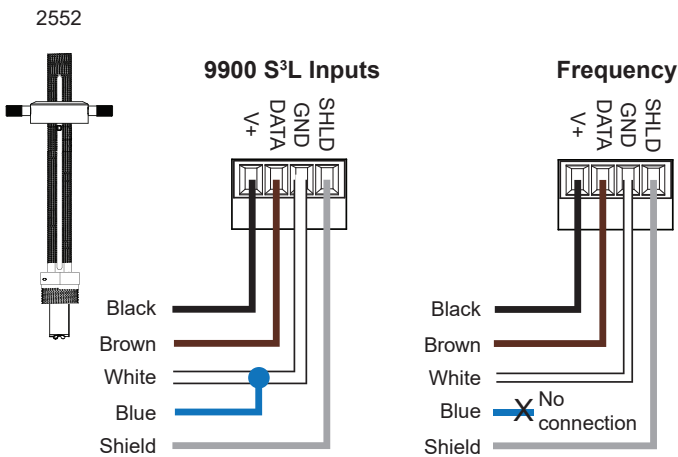 2552
9900 S³L Inputs
V+
DATA
GND
SHLD
Black
Brown
White
Blue
Shield
Frequency
V+
DATA
GND
SHLD
Black
Brown
White
Blue
X
No
connection
Shield